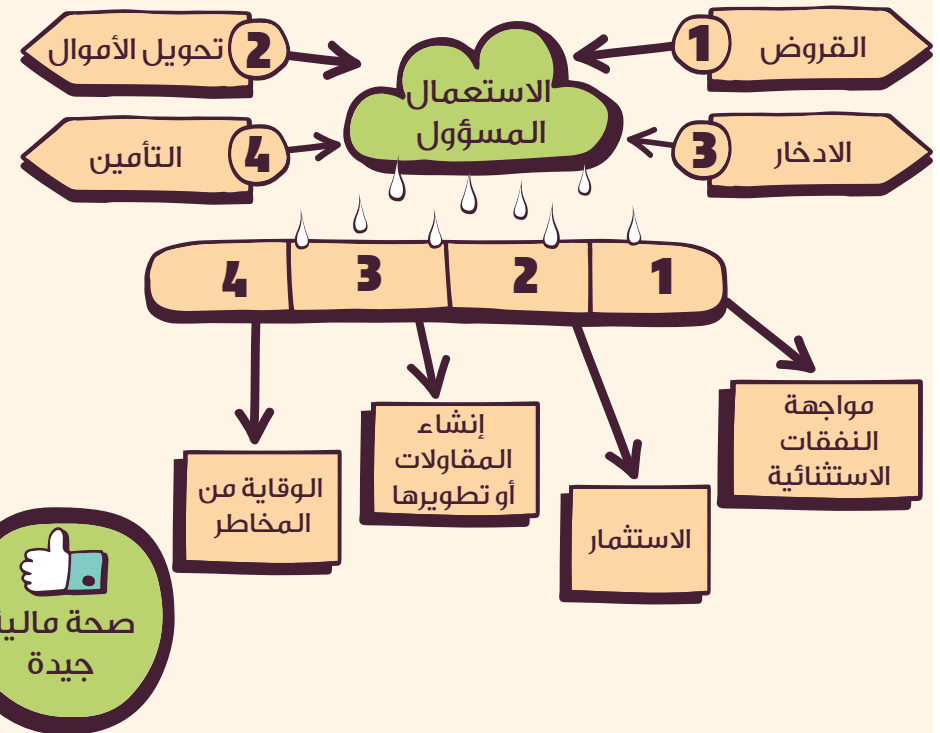 القروض
1
تحويل الأموال
2
الاستعمال
المسؤول
الادخار
3
التأمين
4
1
2
3
4
مواجهة
النفقات
الاستثنائية
الاستثمار
إنشاء
المقاولات
أو تطويرها
الوقاية من
المخاطر
صحة مالية
جيدة